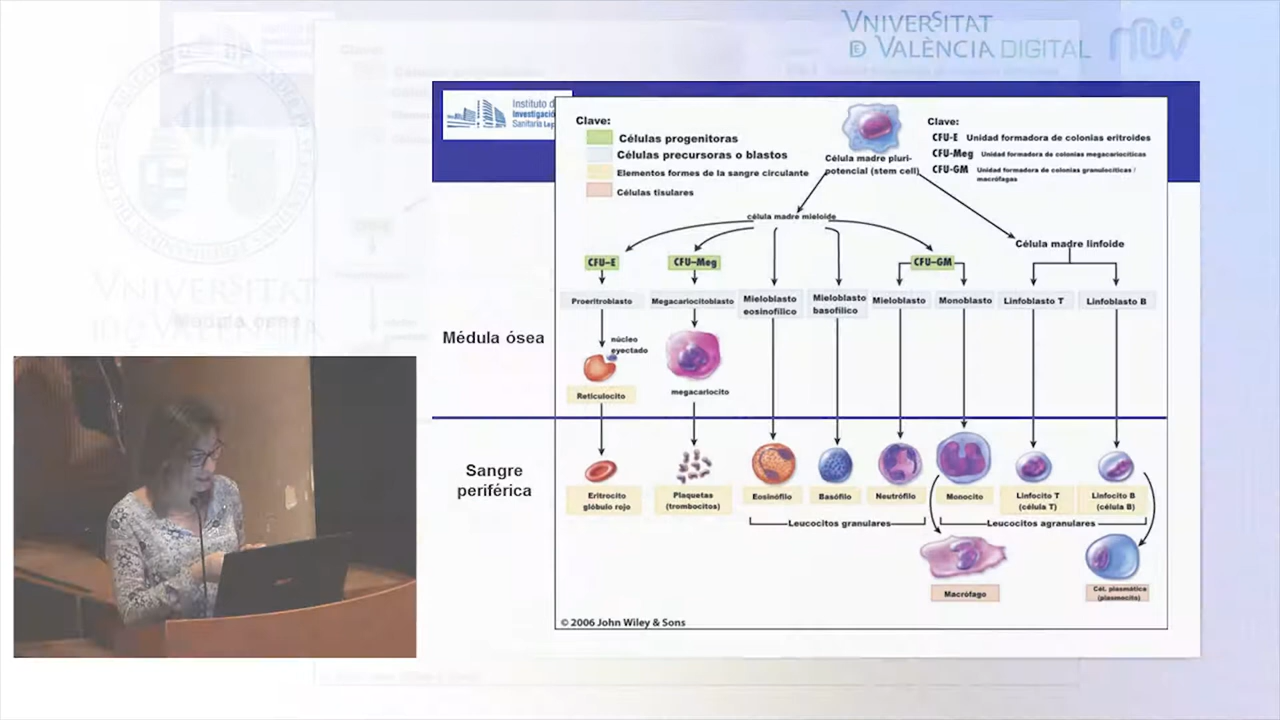 VNIVERSITAT
DE VALÈNCIA DIGITAL
Instituto d
Investigación
Sanitaria
Clave:
Células progenitoras
Células precursoras o blastos
Elementos formes de la sangre circulante
Células tisulares
Célula madre pluri-
potencial (stem cell)
Clave:
CFU-E Unidad formadora de colonias eritroides
CFU-Meg Unidad formadora de colonias megacariocíticas
CFU-GM Unidad formadora de colonias granulocíticas /
macrófagas
célula madre mieloide
Célula madre linfoide
CFU–E
CFU–Meg
CFU–GM
Proeritroblasto
Megacariocitoblasto
Mieloblasto
eosinofílico
Mieloblasto
basofílico
Mieloblasto
Monoblasto
Linfoblasto T
Linfoblasto B
Médula ósea
núcleo
eyectado
Reticulocito
megacariocito
Sangre
periférica
Eritrocito
glóbulo rojo
Plaquetas
(trombocitos)
Eosinófilo
Basófilo
Neutrófilo
Monocito
Linfocito T
(célula T)
Linfocito B
(célula B)
Leucocitos granulares
Leucocitos agranulares
Macrófago
Cél. plasmática
(plasmocito)
© 2006 John Wiley & Sons
VNIVERSITAT